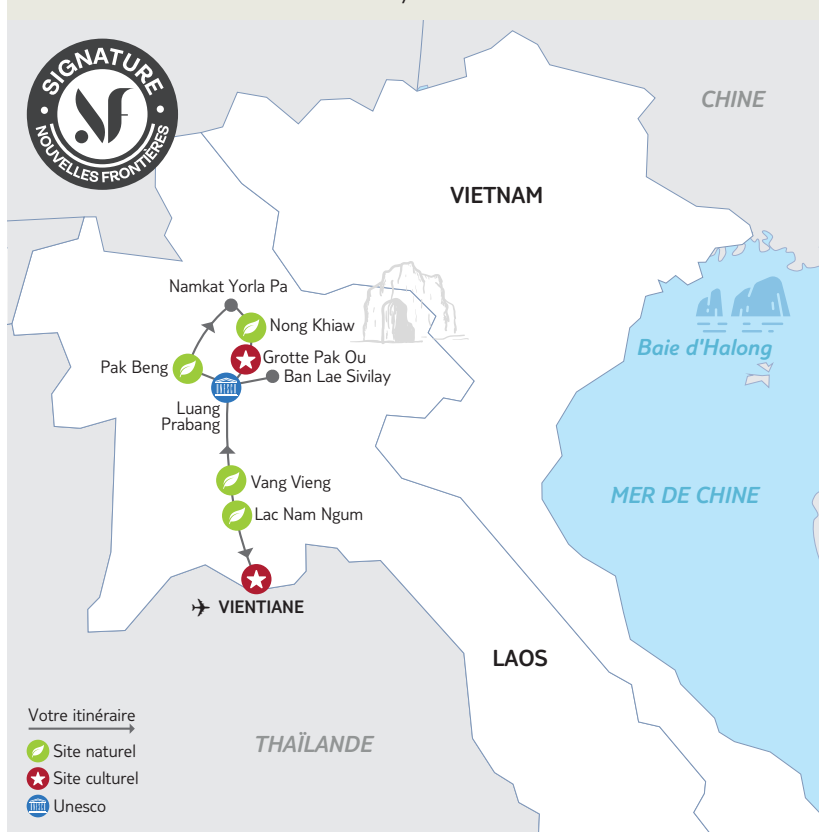 SIGNATURE
NF
NOUVELLES FRONTIÈRES
CHINE
VIETNAM
Namkat Yorla Pa
Nong Khiaw
Baie d'Halong
Grotte Pak Ou
Pak Beng
Ban Lae Sivilay
Luang
Prabang
Vang Vieng
MER DE CHINE
Lac Nam Ngum
VIENTIANE
LAOS
Votre itinéraire
THAÏLANDE
Site naturel
Site culturel
Unesco